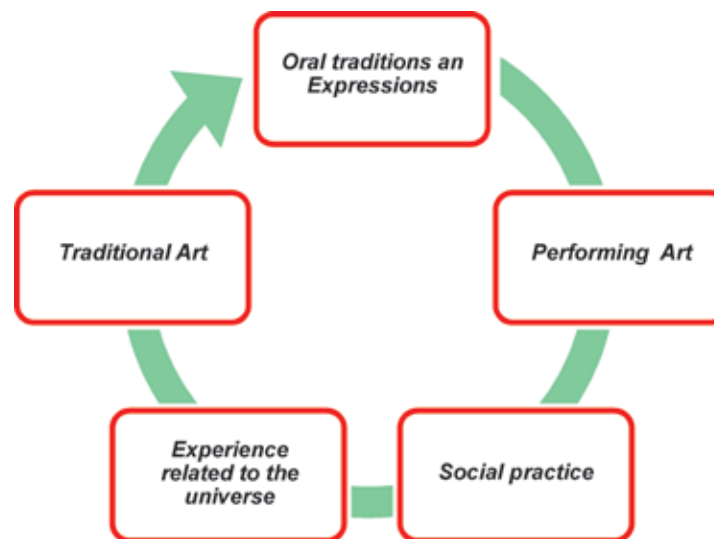 Oral traditions an
Expressions
Performing Art
Social practice
Experience
related to the
universe
Traditional Art